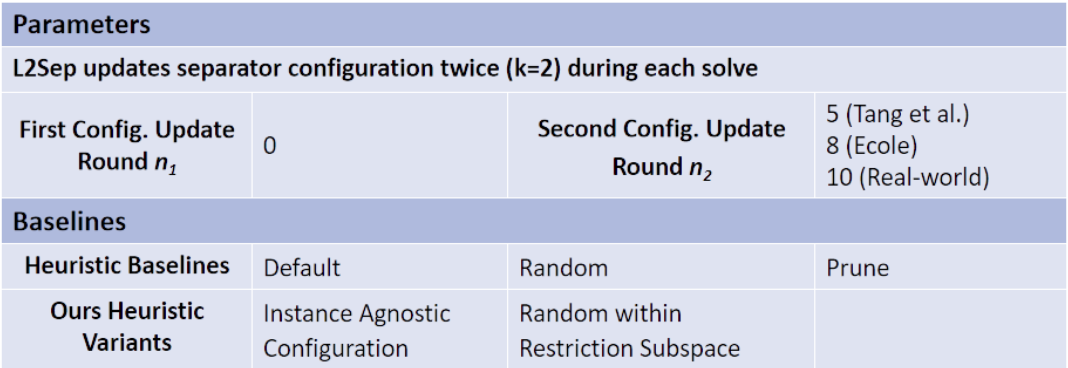 Parameters
L2Sep updates separator configuration twice (k=2) during each solve
First Config. Update
Round n1
0
Second Config. Update
Round n2
5 (Tang et al.)
8 (Ecole)
10 (Real-world)
Baselines
Heuristic Baselines
Default
Random
Prune
Ours Heuristic
Variants
Instance Agnostic
Configuration
Random within
Restriction Subspace